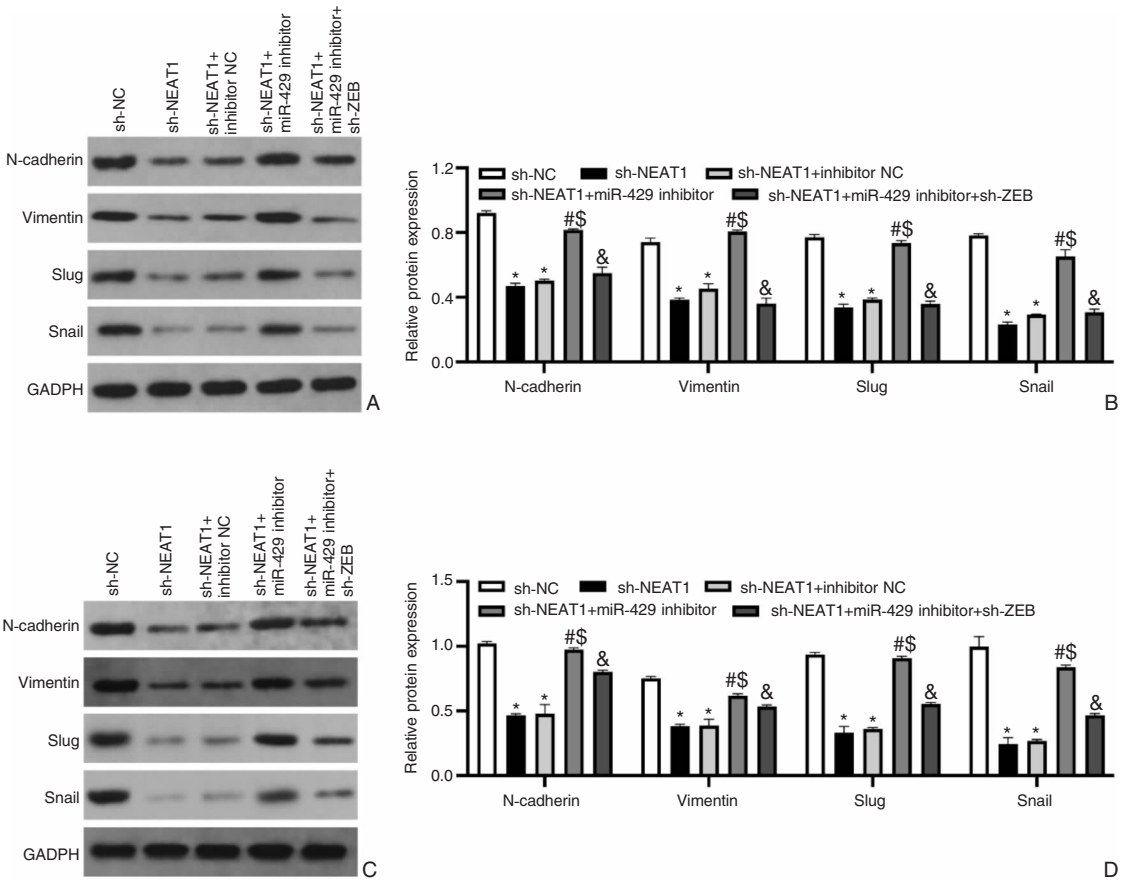 sh-NC
sh-NEAT1
sh-NEAT1+
inhibitor NC
sh-NEAT1+
miR-429 inhibitor
sh-NEAT1+
miR-429 inhibitor+
sh-ZEB
N-cadherin
Vimentin
Slug
Snail
GADPH
A
Relative protein expression
1.2
0.8
0.4
0.0
sh-NC
sh-NEAT1
sh-NEAT1+inhibitor NC
sh-NEAT1+miR-429 inhibitor
sh-NEAT1+miR-429 inhibitor+sh-ZEB
* * #$ &
* * #$ &
* * #$ &
* * #$ &
N-cadherin
Vimentin
Slug
Snail
B
sh-NC
sh-NEAT1
sh-NEAT1+
inhibitor NC
sh-NEAT1+
miR-429 inhibitor
sh-NEAT1+
miR-429 inhibitor+
sh-ZEB
N-cadherin
Vimentin
Slug
Snail
GADPH
C
Relative protein expression
1.5
1.0
0.5
0.0
sh-NC
sh-NEAT1
sh-NEAT1+inhibitor NC
sh-NEAT1+miR-429 inhibitor
sh-NEAT1+miR-429 inhibitor+sh-ZEB
* * #$ &
* * #$ &
* * #$ &
* * #$ &
N-cadherin
Vimentin
Slug
Snail
D